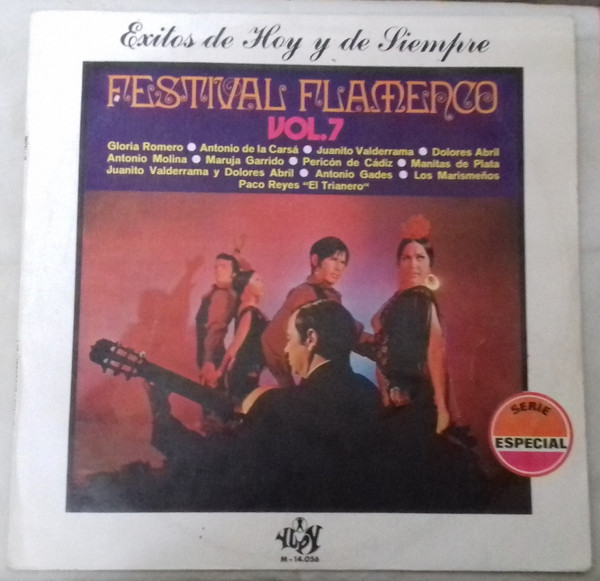 Exitos de Hoy y de Siempre
FESTIVAL FLAMENCO
VOL.7
Gloria Romero ● Antonio de la Carsá ● Juanito Valderrama ● Dolores Abril
Antonio Molina ● Maruja Garrido ● Pericón de Cádiz ● Manitas de Plata
Juanito Valderrama y Dolores Abril ● Antonio Gades ● Los Marismeños
Paco Reyes "El Trianero"
SERIE
ESPECIAL
YUPY
M-14.056